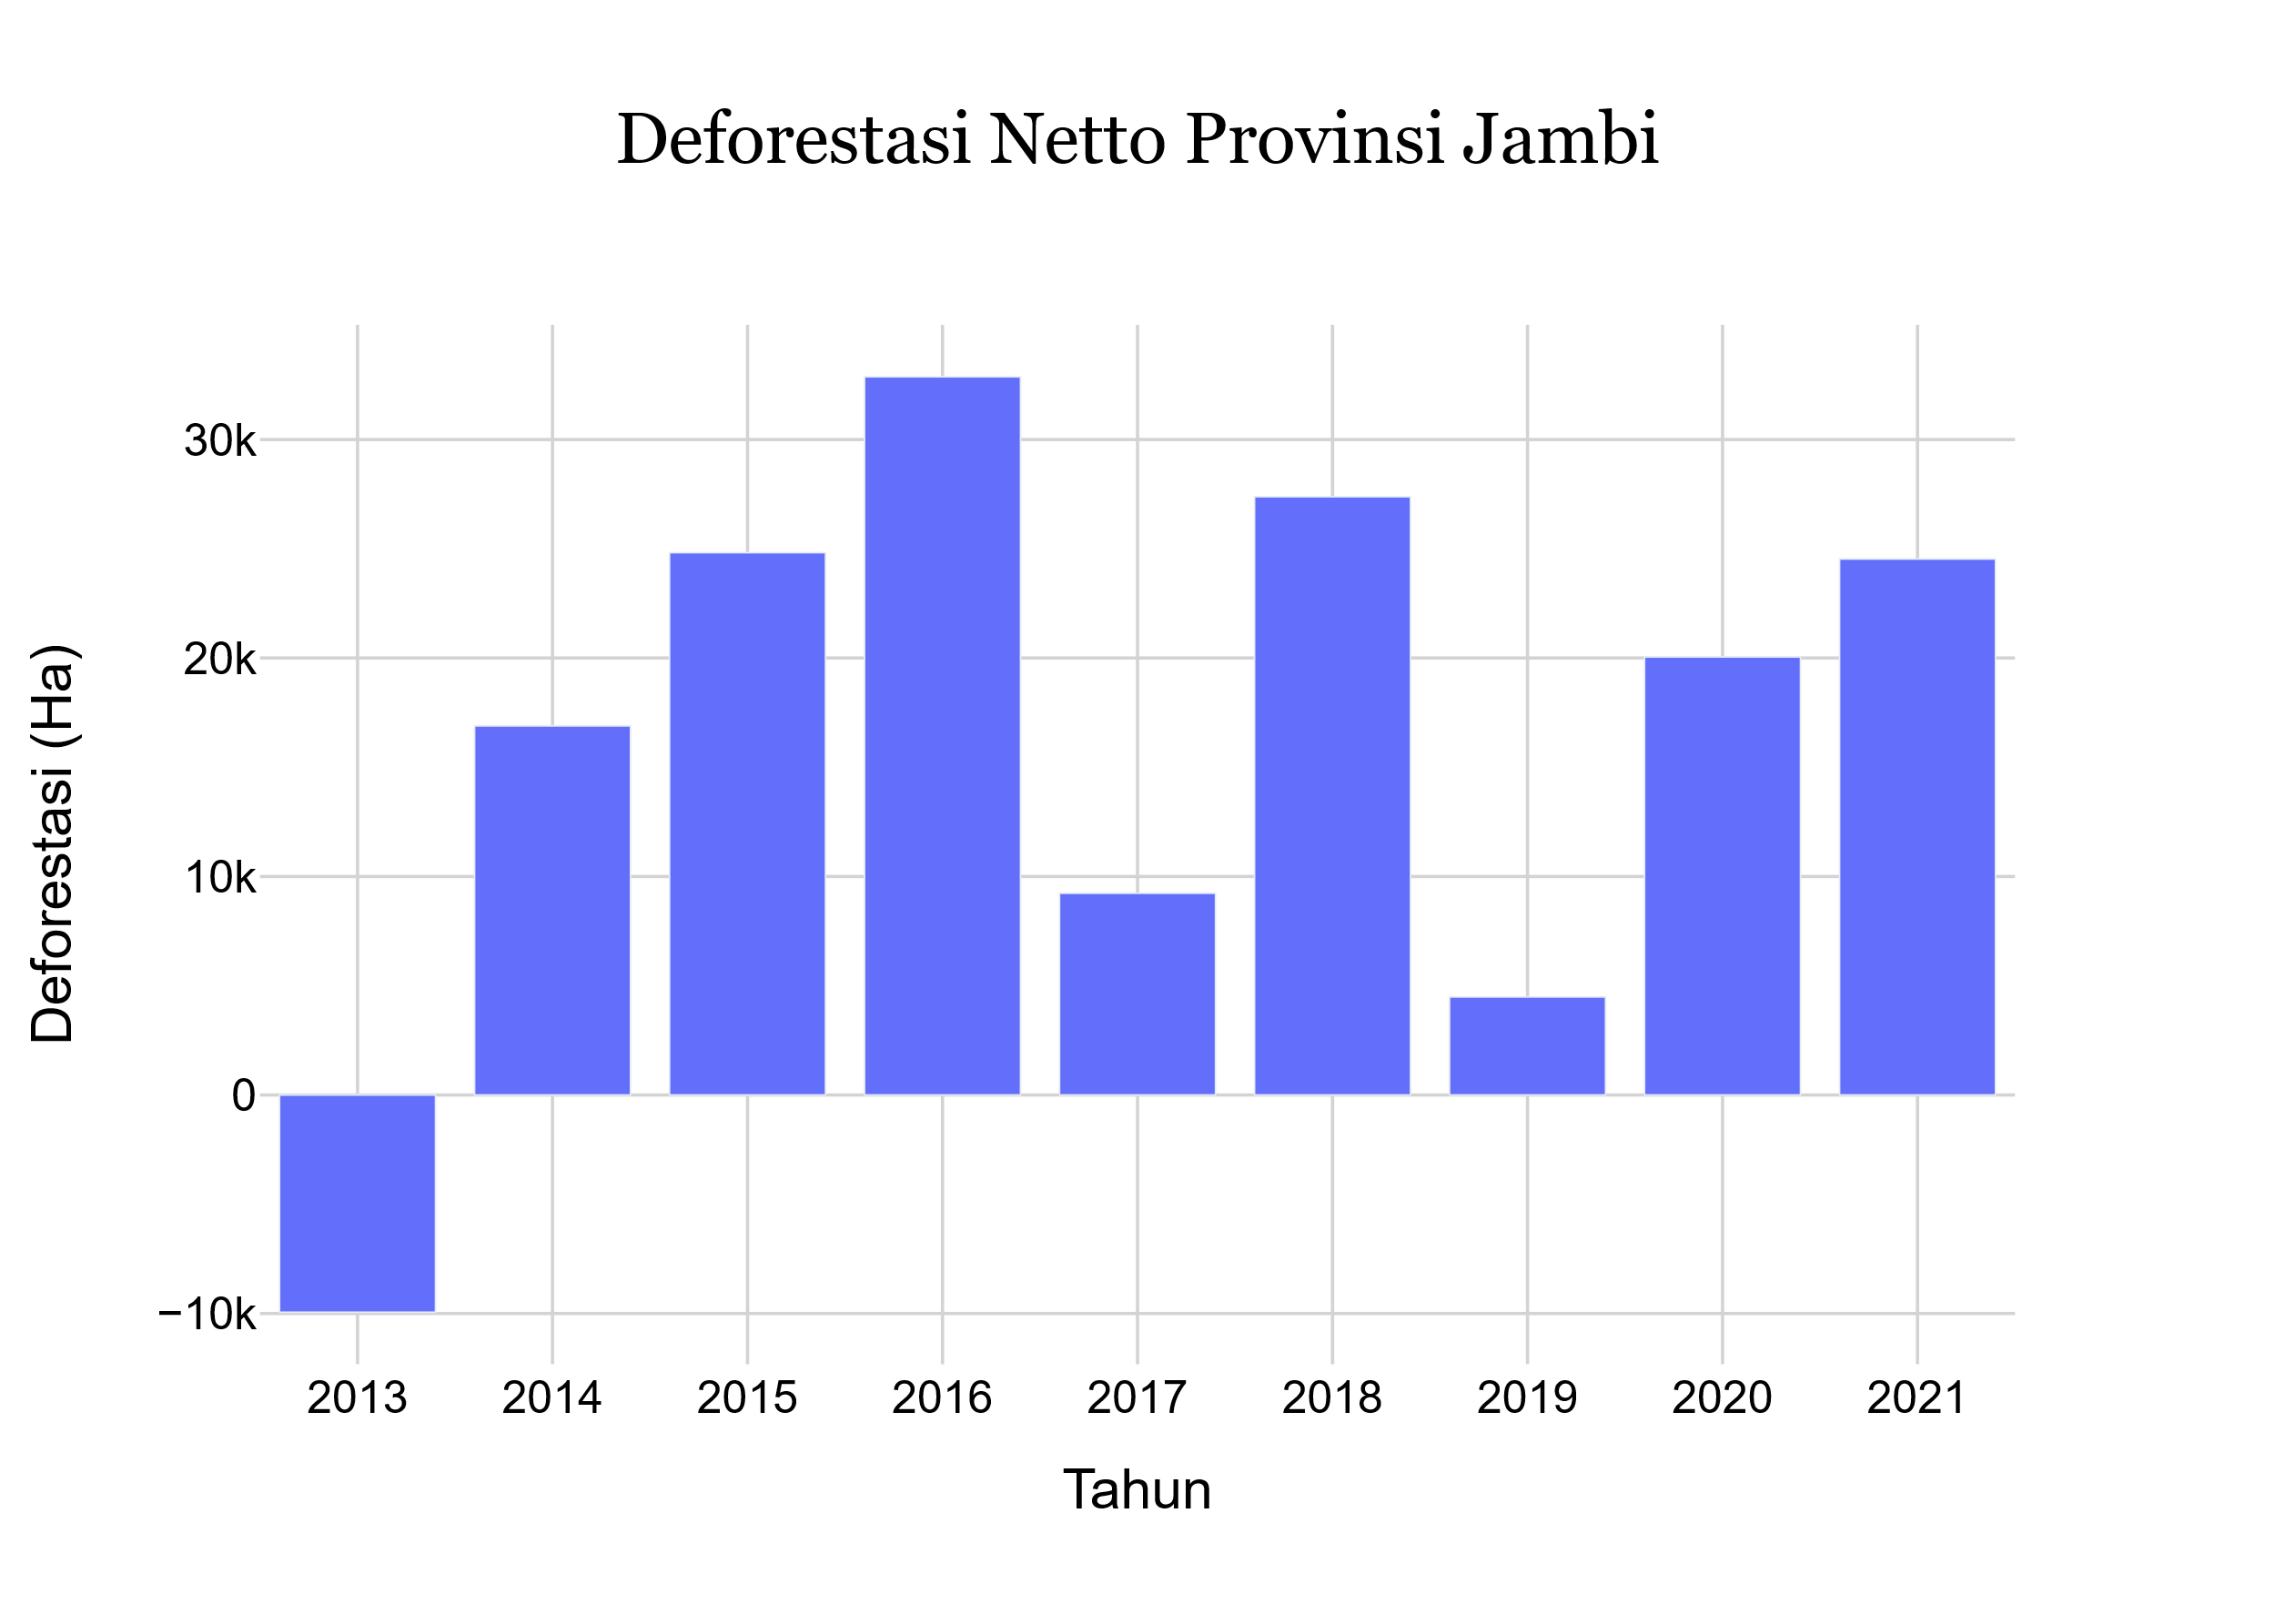 Deforestasi Netto Provinsi Jambi
Deforestasi (Ha)
30k
20k
10k
0
−10k
2013 2014 2015 2016 2017 2018 2019 2020 2021
Tahun